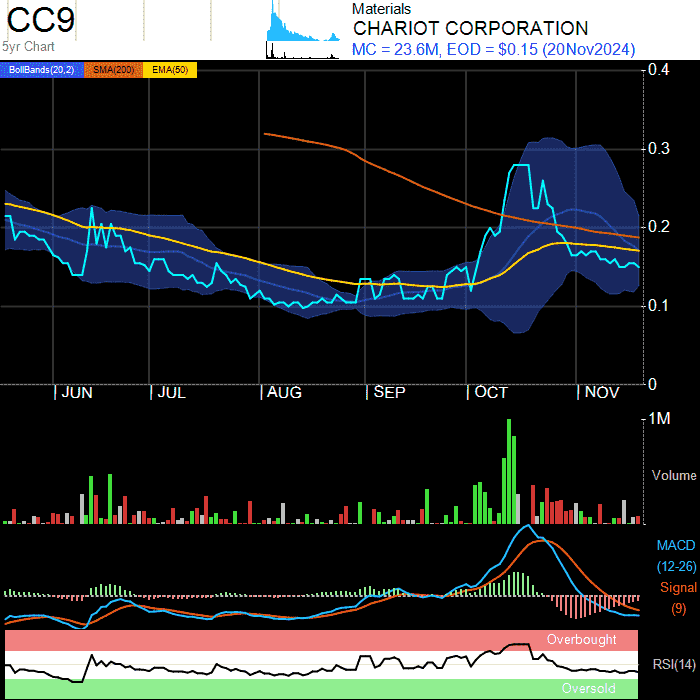 CC9
5yr Chart
Materials
CHARIOT CORPORATION
MC = 23.6M, EOD = $0.15 (20Nov2024)
BollBands(20,2) SMA(200) EMA(50)
0.4
0.3
0.2
0.1
0
JUN JUL AUG SEP OCT NOV
1M
Volume
MACD
(12-26)
Signal
(9)
Overbought
RSI(14)
Oversold